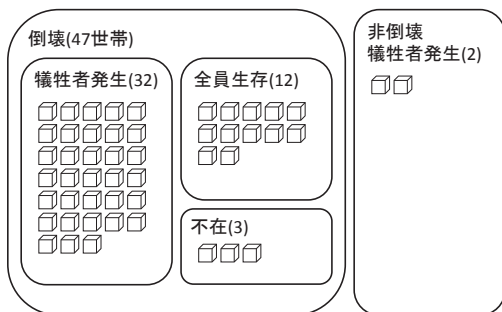 倒壊(47世帯)
犠牲者発生(32)
全員生存(12)
不在(3)
非倒壊
犠牲者発生(2)